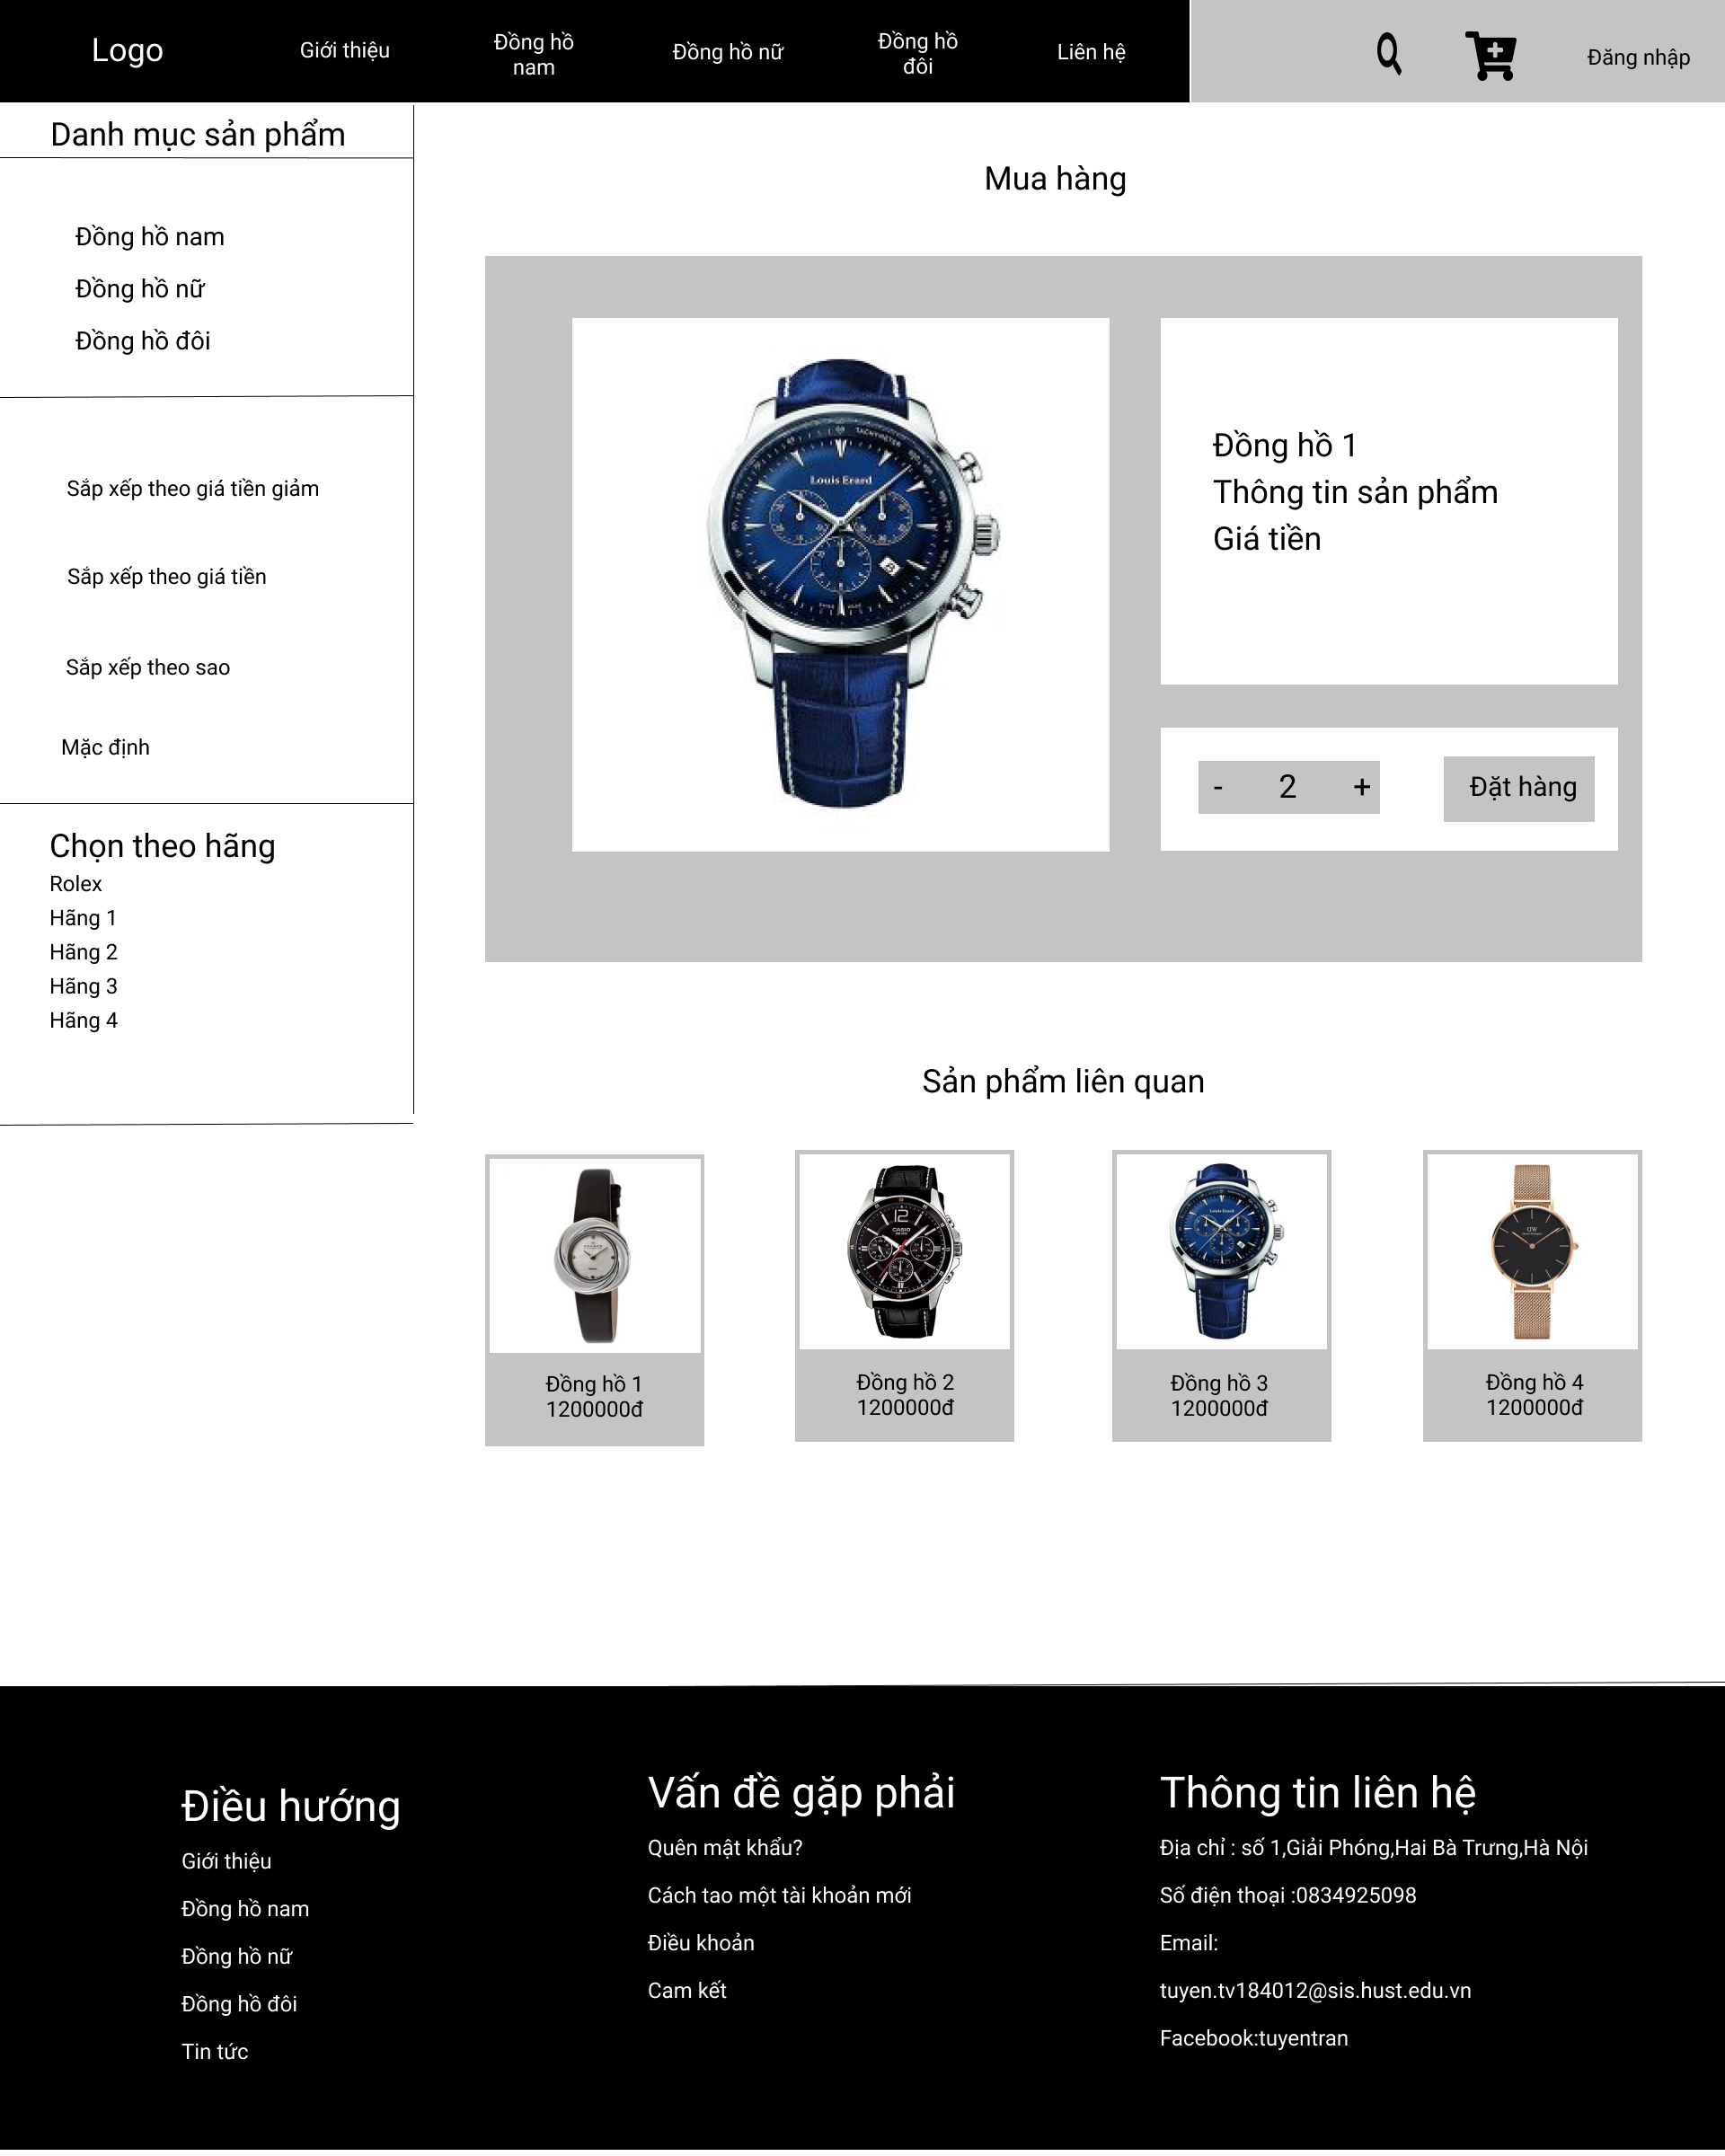 Logo
Giới thiệu
Đồng hồ
nam
Đồng hồ nữ
Đồng hồ
đôi
Liên hệ
Đăng nhập
Danh mục sản phẩm
Đồng hồ nam
Đồng hồ nữ
Đồng hồ đôi
Sắp xếp theo giá tiền giảm
Sắp xếp theo giá tiền
Sắp xếp theo sao
Mặc định
Chọn theo hãng
Rolex
Hãng 1
Hãng 2
Hãng 3
Hãng 4
Mua hàng
TACHYMETER
Louis Erard
Đồng hồ 1
Thông tin sản phẩm
Giá tiền
- 2 +
Đặt hàng
Sản phẩm liên quan
Đồng hồ 1
1200000đ
CASIO
Đồng hồ 2
1200000đ
Louis Erard
Đồng hồ 3
1200000đ
DW
Đồng hồ 4
1200000đ
Điều hướng
Giới thiệu
Đồng hồ nam
Đồng hồ nữ
Đồng hồ đôi
Tin tức
Vấn đề gặp phải
Quên mật khẩu?
Cách tao một tài khoản mới
Điều khoản
Cam kết
Thông tin liên hệ
Địa chỉ : số 1,Giải Phóng,Hai Bà Trưng,Hà Nội
Số điện thoại :0834925098
Email:
tuyen.tv184012@sis.hust.edu.vn
Facebook:tuyentran